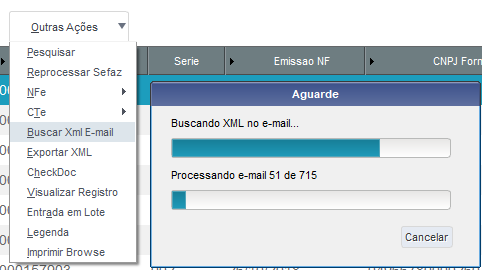 Outras Ações
Serie
Emissao NF
CNPJ Forn
Pesquisar
Reprocessar Sefaz
NFe
CTe
Buscar Xml E-mail
Exportar XML
CheckDoc
Visualizar Registro
Entrada em Lote
Legenda
Imprimir Browse
Aguarde
Buscando XML no e-mail...
Processando e-mail 51 de 715
Cancelar